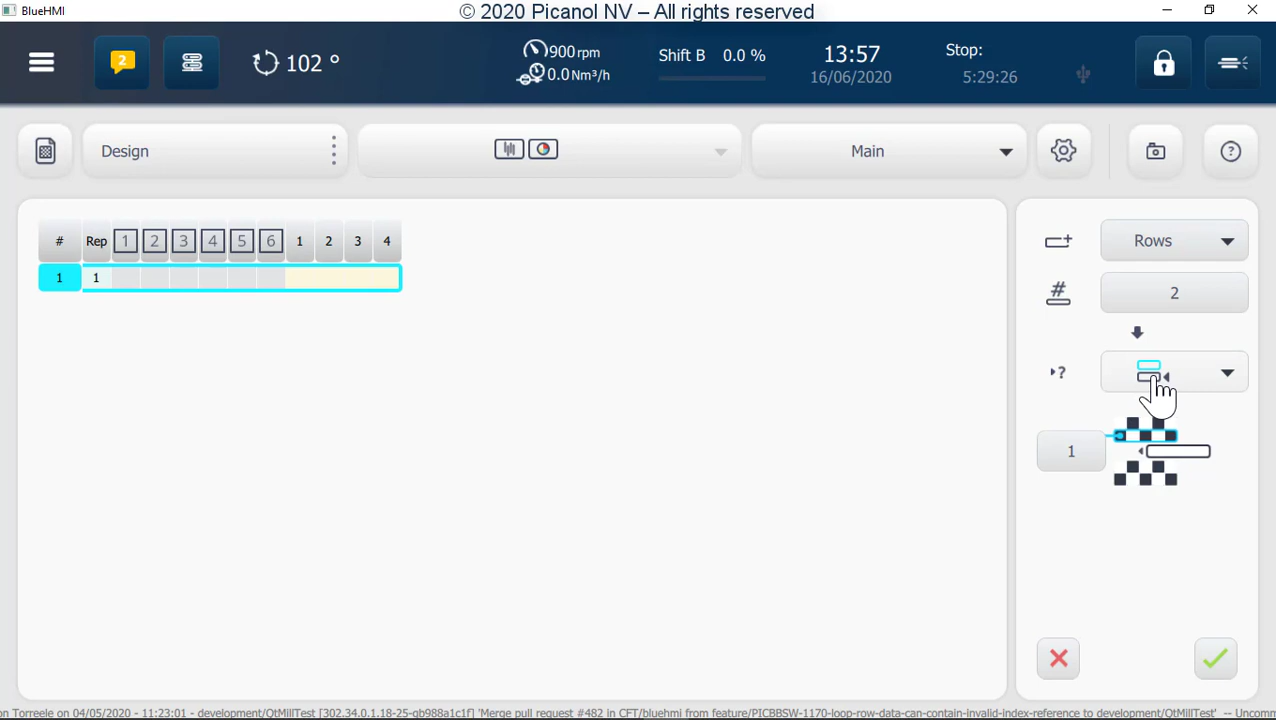 BlueHMI
© 2020 Picanol NV – All rights reserved
2
102 °
900 rpm
0.0 Nm³/h
Shift B 0.0 %
13:57
16/06/2020
Stop:
5:29:26
Design
Main
?
# Rep 1 2 3 4 5 6 1 2 3 4
1 1
Rows
#
2
?
1
on Torreele on 04/05/2020 - 11:23:01 - development/QtMillTest [302.34.0.1.18-25-gb988a1c1f] 'Merge pull request #482 in CFT/bluehmi from feature/PICBBSW-1170-loop-row-data-can-contain-invalid-index-reference to development/QtMillTest' -- Uncomm